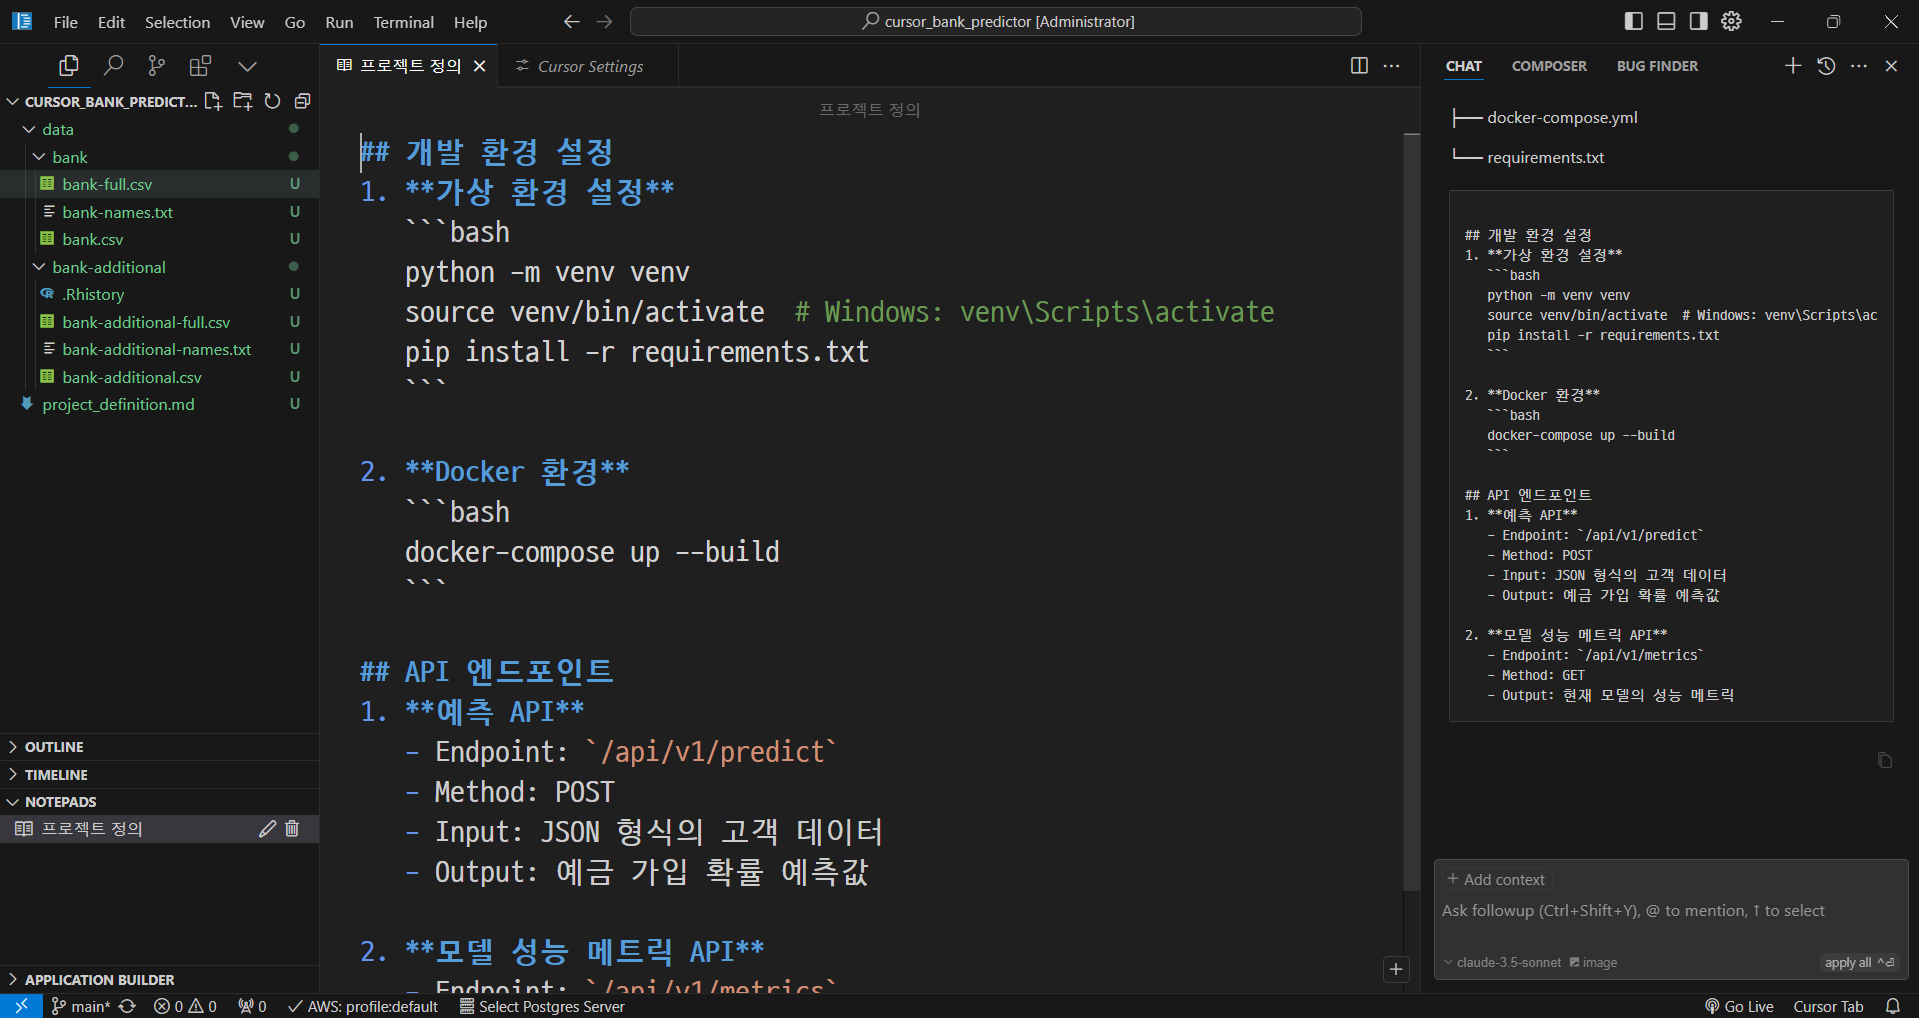 File Edit Selection View Go Run Terminal Help
cursor_bank_predictor [Administrator]
CURSOR_BANK_PREDICT...
data
bank
bank-full.csv U
bank-names.txt U
bank.csv U
bank-additional
.Rhistory U
bank-additional-full.csv U
bank-additional-names.txt U
bank-additional.csv U
project_definition.md U
OUTLINE
TIMELINE
NOTEPADS
프로젝트 정의
APPLICATION BUILDER
프로젝트 정의
Cursor Settings
프로젝트 정의
## 개발 환경 설정
1. **가상 환경 설정**
```bash
python -m venv venv
source venv/bin/activate  # Windows: venv\Scripts\activate
pip install -r requirements.txt
```
2. **Docker 환경**
```bash
docker-compose up --build
```
## API 엔드포인트
1. **예측 API**
- Endpoint: `/api/v1/predict`
- Method: POST
- Input: JSON 형식의 고객 데이터
- Output: 예금 가입 확률 예측값
2. **모델 성능 메트릭 API**
- Endpoint: `/api/v1/metrics`
CHAT COMPOSER BUG FINDER
├── docker-compose.yml
└── requirements.txt
## 개발 환경 설정
1. **가상 환경 설정**
```bash
python -m venv venv
source venv/bin/activate  # Windows: venv\Scripts\ac
pip install -r requirements.txt
```
2. **Docker 환경**
```bash
docker-compose up --build
```
## API 엔드포인트
1. **예측 API**
- Endpoint: `/api/v1/predict`
- Method: POST
- Input: JSON 형식의 고객 데이터
- Output: 예금 가입 확률 예측값
2. **모델 성능 메트릭 API**
- Endpoint: `/api/v1/metrics`
- Method: GET
- Output: 현재 모델의 성능 메트릭
+ Add context
Ask followup (Ctrl+Shift+Y), @ to mention, ↑ to select
claude-3.5-sonnet image apply all ^⏎
main* 0 0 0 AWS: profile:default Select Postgres Server Go Live Cursor Tab